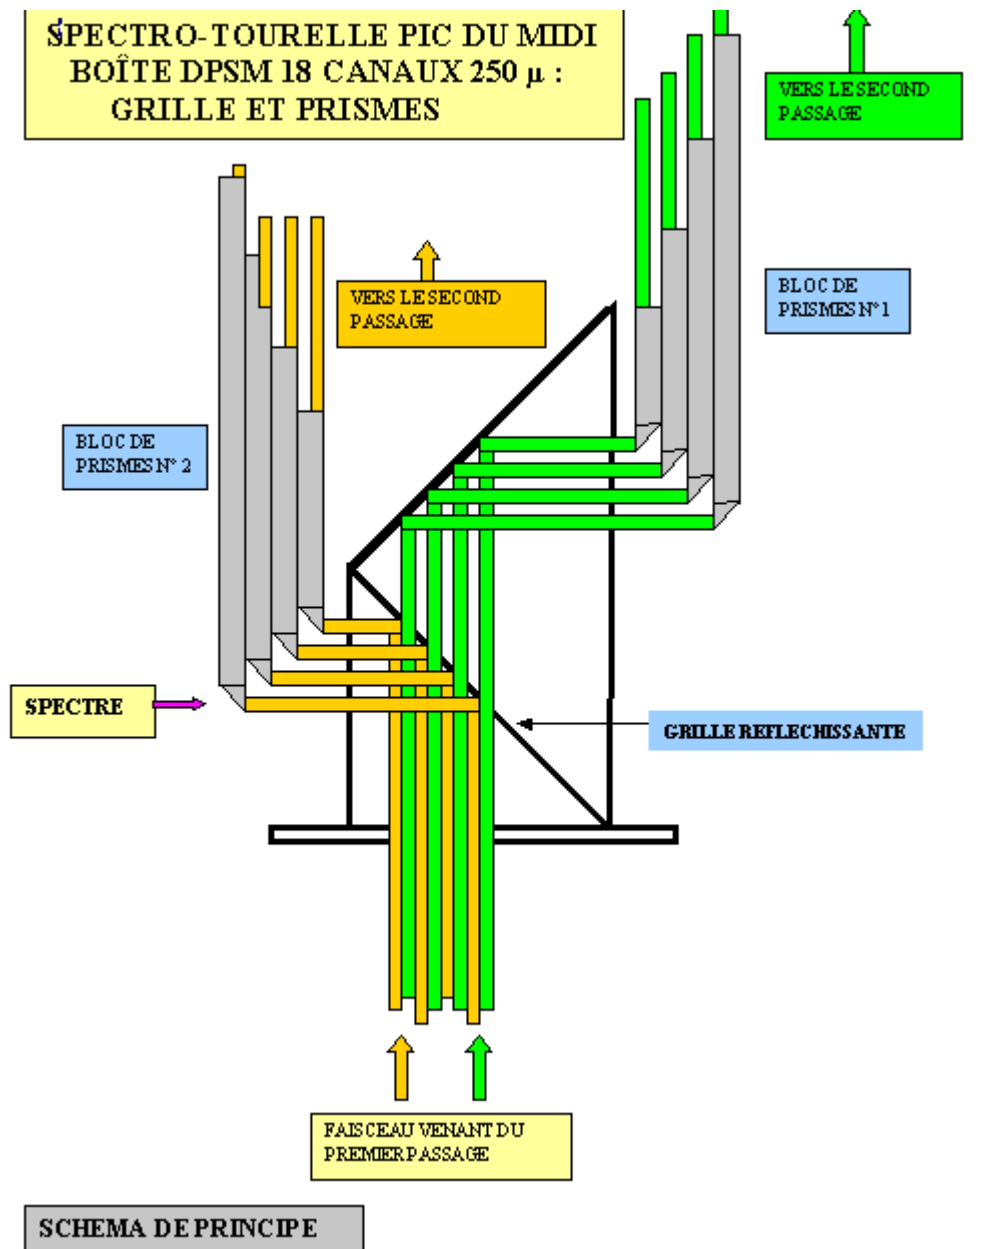 SPECTRO-TOURELLE PIC DU MIDI
BOÎTE DPSM 18 CANAUX 250 µ :
GRILLE ET PRISMES
VERS LE SECOND
PASSAGE
VERS LE SECOND
PASSAGE
BLOC DE
PRISMES N°1
BLOC DE
PRISMES N° 2
SPECTRE
GRILLE REFLECHISSANTE
FAISCEAU VENANT DU
PREMIER PASSAGE
SCHEMA DE PRINCIPE